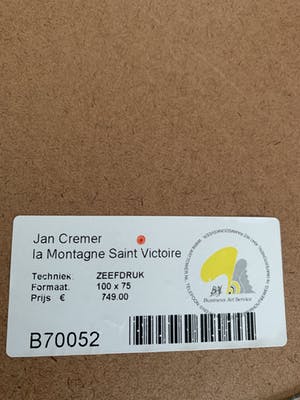 Jan Cremer
la Montagne Saint Victoire
Techniek. ZEEFDRUK
Formaat. 100 x 75
Prijs € 749.00
B70052
Business Art Service